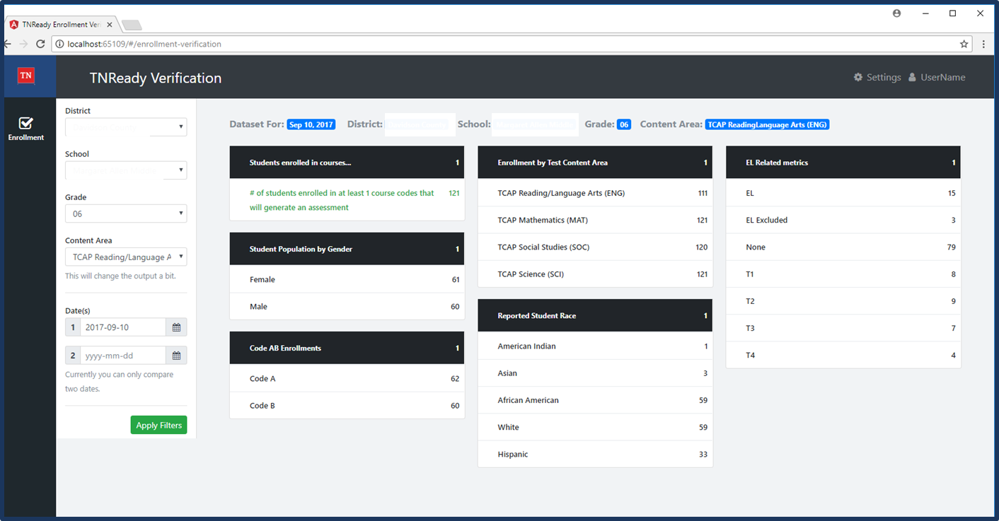 TNReady Enrollment Ver
localhost:65109/#/enrollment-verification
TN
TNReady Verification
Settings
UserName
Enrollment
District
School
Grade
06
Content Area
TCAP Reading/Language A
This will change the output a bit.
Date(s)
1 2017-09-10
2 yyyy-mm-dd
Currently you can only compare
two dates.
Apply Filters
Dataset For: Sep 10, 2017 District: School: Grade: 06 Content Area: TCAP ReadingLanguage Arts (ENG)
Students enrolled in courses... 1
# of students enrolled in at least 1 course codes that 121
will generate an assessment
Student Population by Gender 1
Female 61
Male 60
Code AB Enrollments 1
Code A 62
Code B 60
Enrollment by Test Content Area 1
TCAP Reading/Language Arts (ENG) 111
TCAP Mathematics (MAT) 121
TCAP Social Studies (SOC) 120
TCAP Science (SCI) 121
Reported Student Race 1
American Indian 1
Asian 3
African American 59
White 59
Hispanic 33
EL Related metrics 1
EL 15
EL Excluded 3
None 79
T1 8
T2 9
T3 7
T4 4